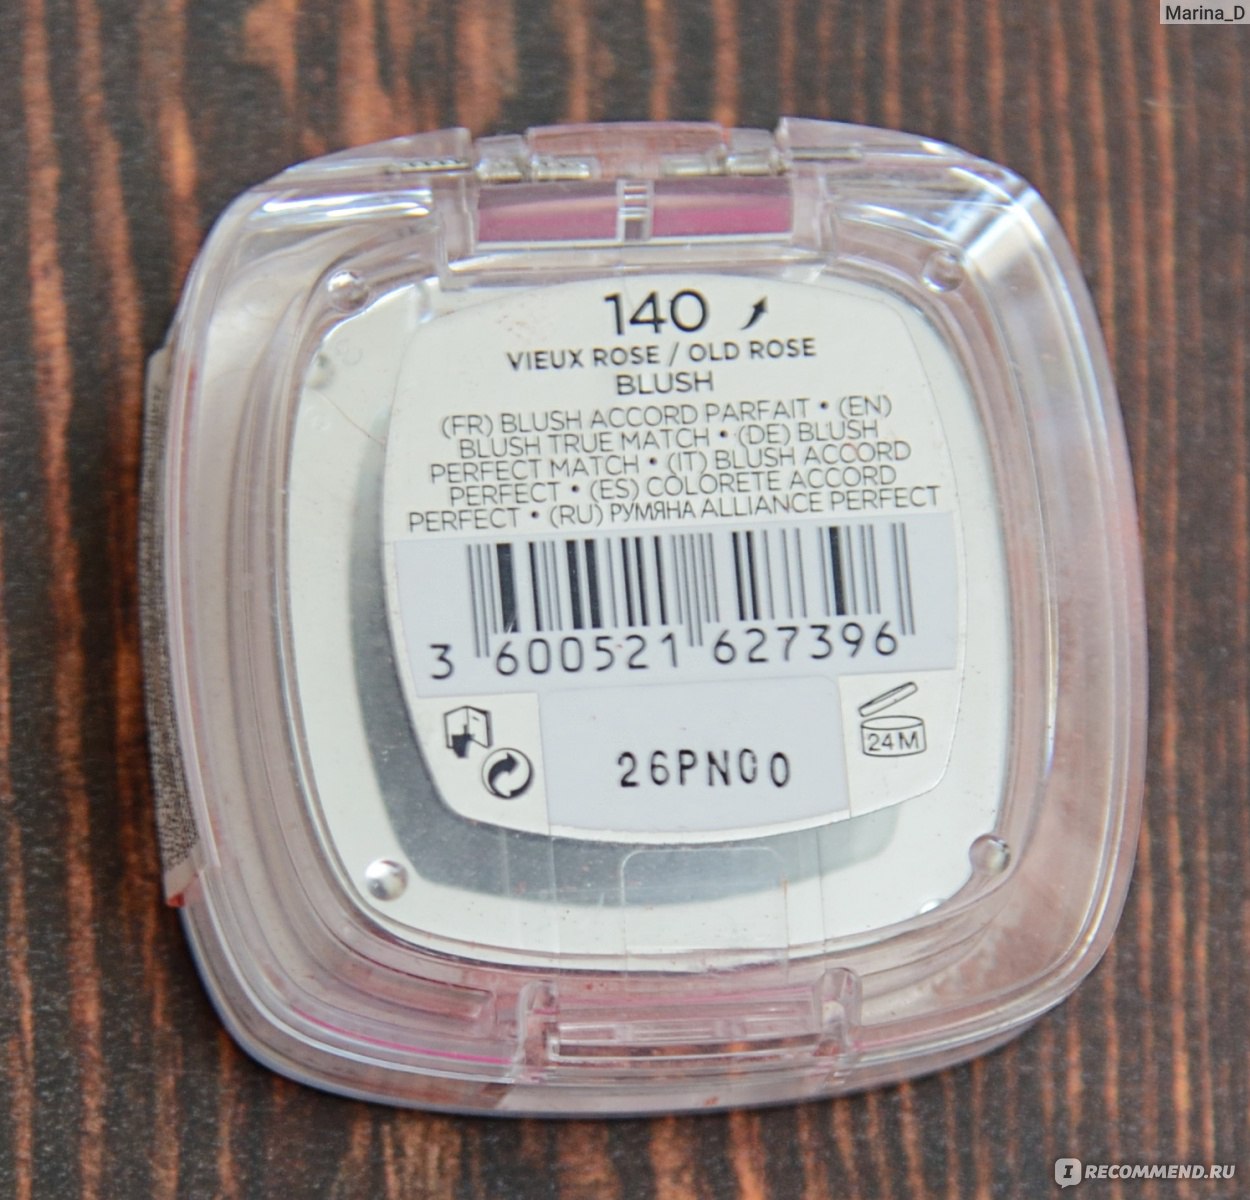 Marina_D
140
VIEUX ROSE / OLD ROSE
BLUSH
(FR) BLUSH ACCORD PARFAIT • (EN)
BLUSH TRUE MATCH • (DE) BLUSH
PERFECT MATCH • (IT) BLUSH ACCORD
PERFECT • (ES) COLORETE ACCORD
PERFECT • (RU) РУМЯНА ALLIANCE PERFECT
3 600521 627396
24M
26PN00
IRECOMMEND.RU